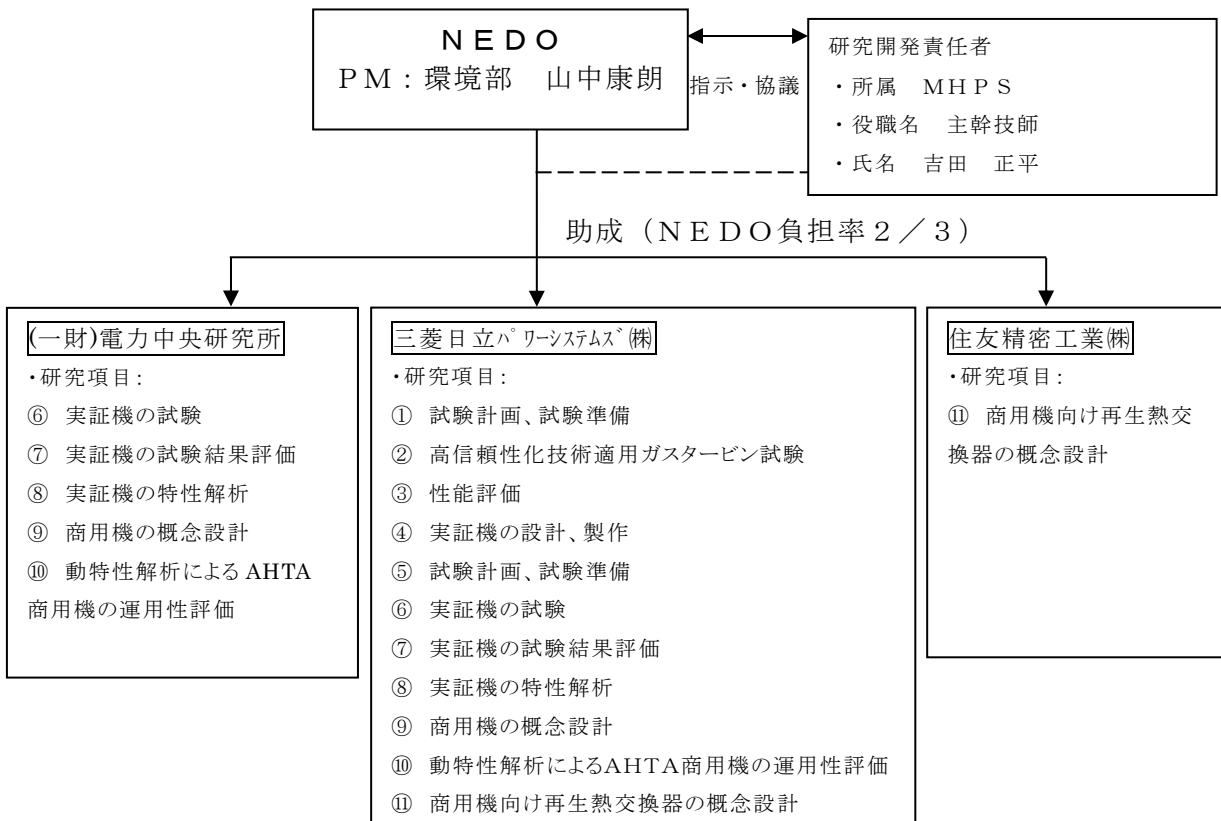 ＮＥＤＯ
ＰＭ：環境部　山中康朗
指示・協議
研究開発責任者
・所属　ＭＨＰＳ
・役職名　主幹技師
・氏名　吉田　正平
助成（ＮＥＤＯ負担率２／３）
(一財)電力中央研究所
・研究項目：
⑥　実証機の試験
⑦　実証機の試験結果評価
⑧　実証機の特性解析
⑨　商用機の概念設計
⑩　動特性解析による AHTA
商用機の運用性評価
三菱日立ﾊﾟﾜｰｼｽﾃﾑｽﾞ㈱
・研究項目：
①　試験計画、試験準備
②　高信頼性化技術適用ガスタービン試験
③　性能評価
④　実証機の設計、製作
⑤　試験計画、試験準備
⑥　実証機の試験
⑦　実証機の試験結果評価
⑧　実証機の特性解析
⑨　商用機の概念設計
⑩　動特性解析によるＡＨＴＡ商用機の運用性評価
⑪　商用機向け再生熱交換器の概念設計
住友精密工業㈱
・研究項目：
⑪　商用機向け再生熱交
換器の概念設計